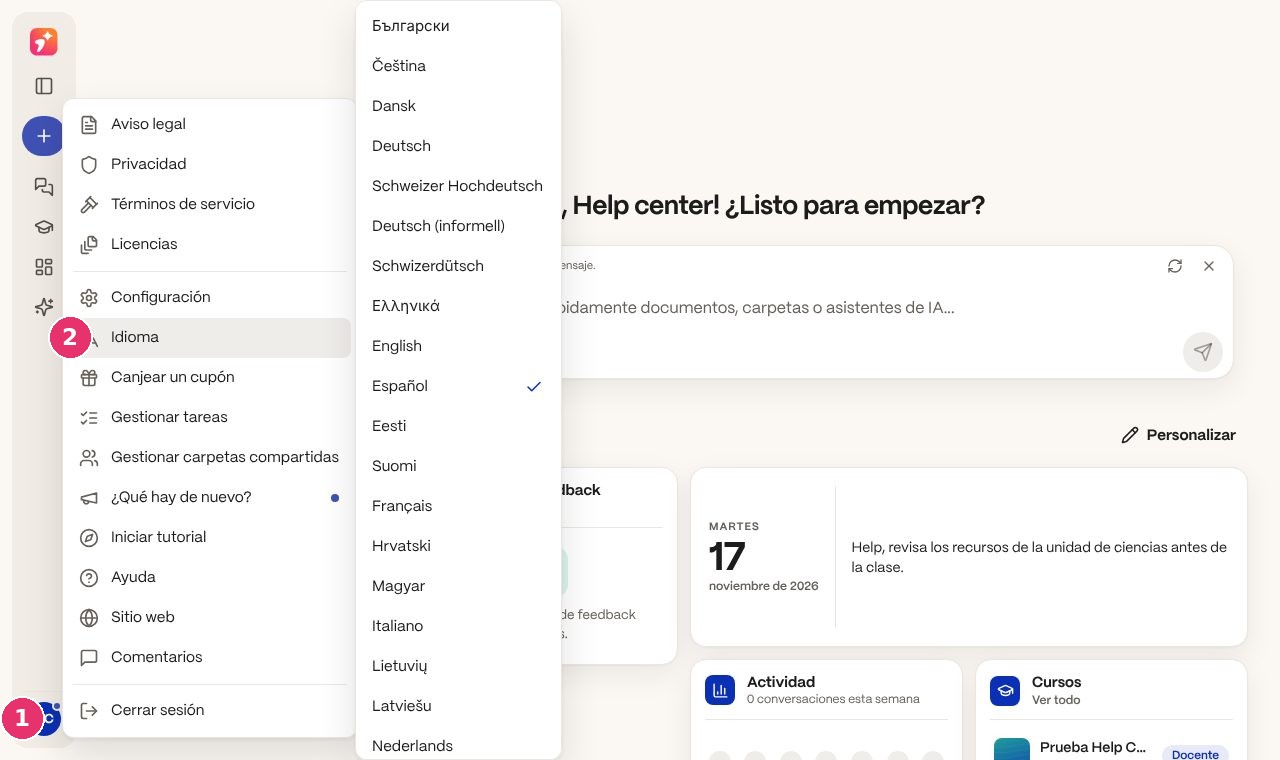 Aviso legal
Privacidad
Términos de servicio
Licencias
Configuración
2
Idioma
Canjear un cupón
Gestionar tareas
Gestionar carpetas compartidas
¿Qué hay de nuevo?
Iniciar tutorial
Ayuda
Sitio web
Comentarios
1
C
Cerrar sesión
Български
Čeština
Dansk
Deutsch
Schweizer Hochdeutsch
Deutsch (informell)
Schwizerdütsch
Ελληνικά
English
Español
Eesti
Suomi
Français
Hrvatski
Magyar
Italiano
Lietuvių
Latviešu
Nederlands
, Help center! ¿Listo para empezar?
ensaje.
documentos, carpetas o asistentes de IA...
Personalizar
dback
de feedback
s.
MARTES
17
noviembre de 2026
Help, revisa los recursos de la unidad de ciencias antes de
la clase.
Actividad
0 conversaciones esta semana
Cursos
Ver todo
Prueba Help C...
Docente